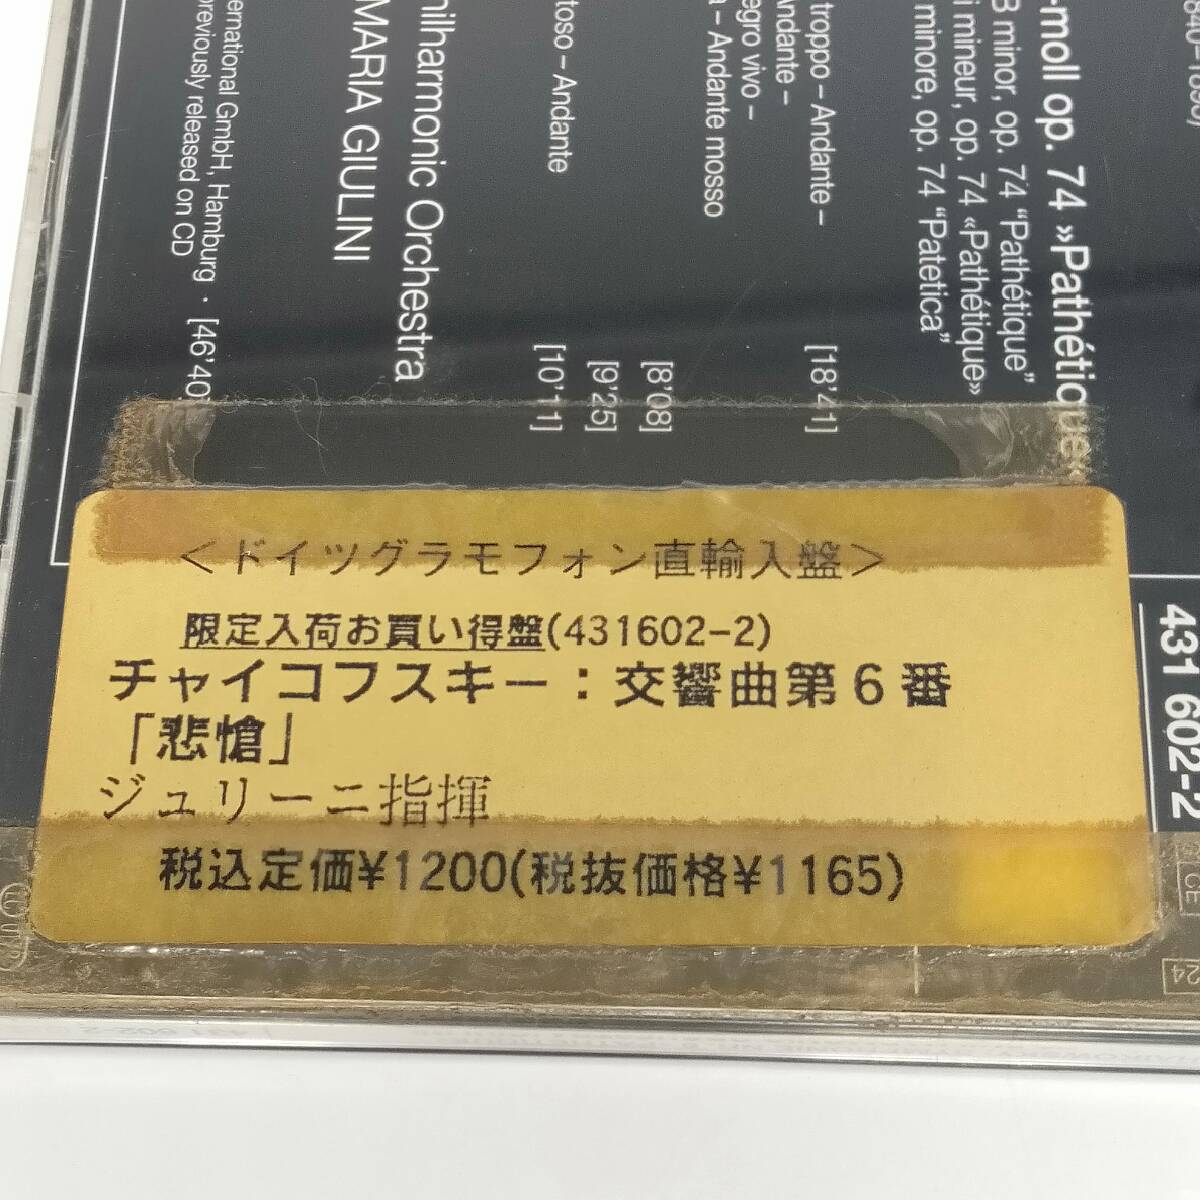 840-1893)
-moll op. 74 »Pathétique«
B minor, op. 74 “Pathétique”
i mineur, op. 74 «Pathétique»
minore, op. 74 “Patetica”
troppo – Andante –
Andante –
[18’41]
egro vivo –
a – Andante mosso
[8’08]
[9’25]
toso – Andante
[10’11]
nilharmonic Orchestra
MARIA GIULINI
ernational GmbH, Hamburg · [46’40]
previously released on CD
431 602-2
＜ドイツグラモフォン直輸入盤＞
限定入荷お買い得盤(431602-2)
チャイコフスキー：交響曲第６番
「悲愴」
ジュリーニ指揮
税込定価¥1200(税抜価格¥1165)